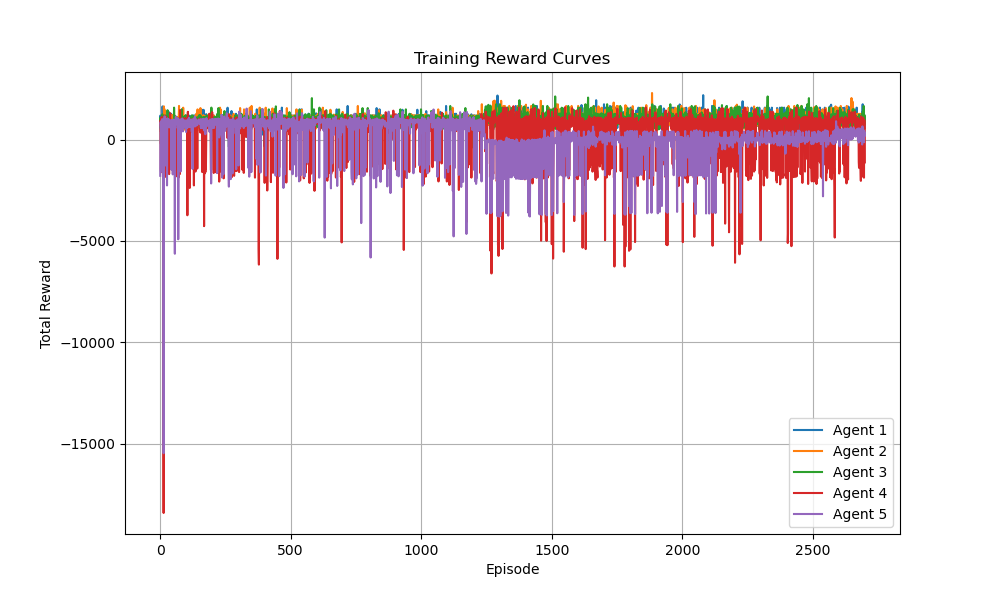 Training Reward Curves
Total Reward
0
−5000
−10000
−15000
0
500
1000
1500
2000
2500
Episode
Agent 1
Agent 2
Agent 3
Agent 4
Agent 5